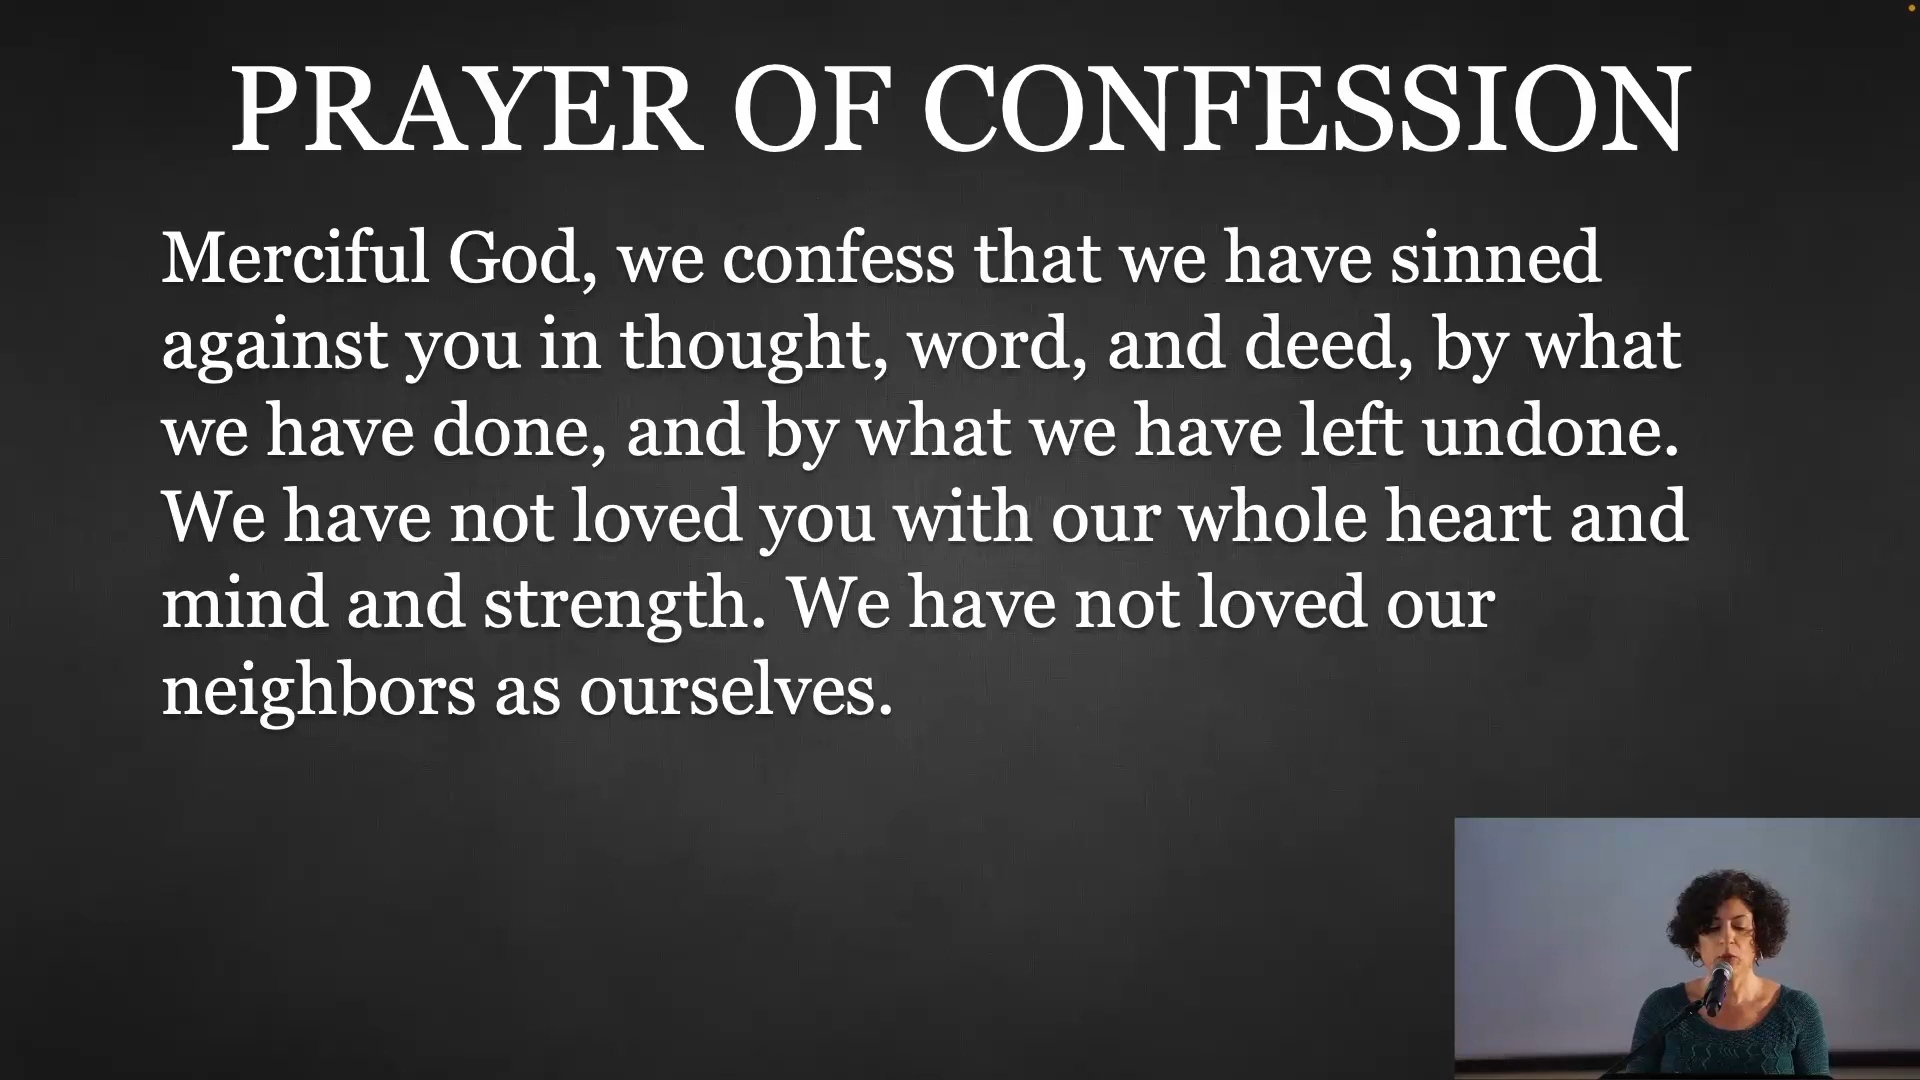 PRAYER OF CONFESSION
Merciful God, we confess that we have sinned
against you in thought, word, and deed, by what
we have done, and by what we have left undone.
We have not loved you with our whole heart and
mind and strength. We have not loved our
neighbors as ourselves.